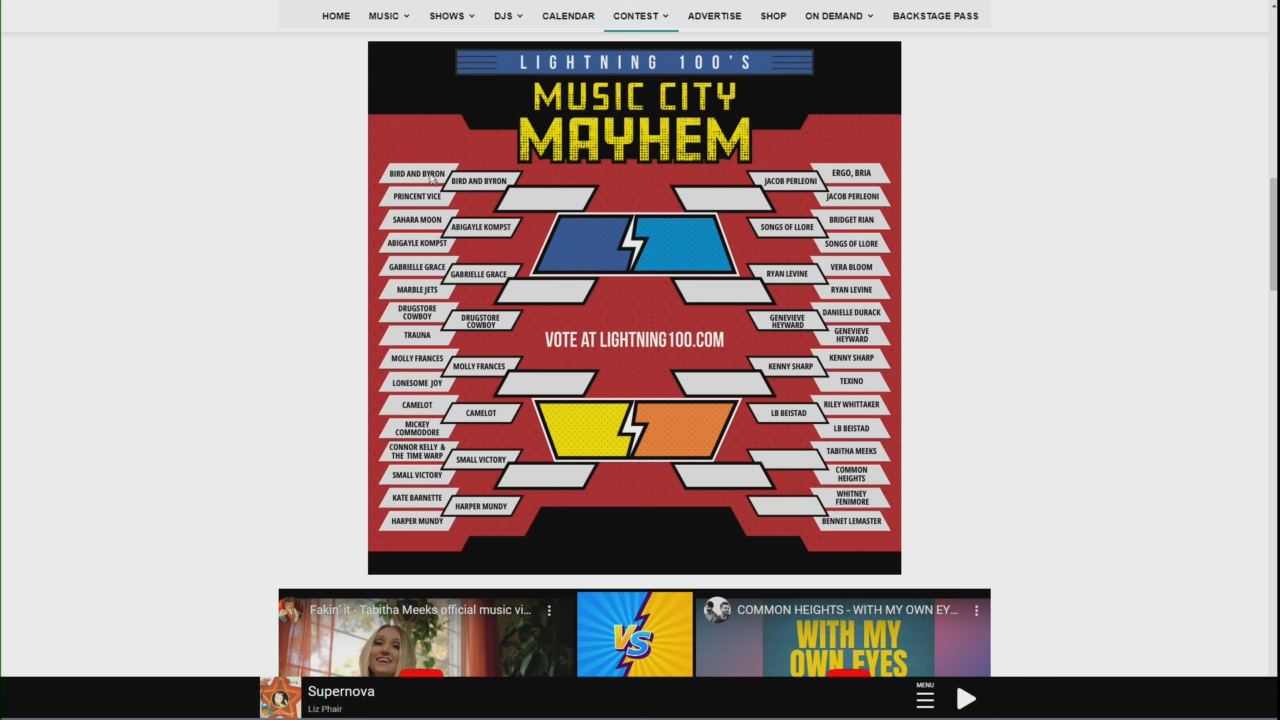 HOME MUSIC SHOWS DJS CALENDAR CONTEST ADVERTISE SHOP ON DEMAND BACKSTAGE PASS
LIGHTNING 100'S
MUSIC CITY
MAYHEM
BIRD AND BYRON
PRINCENT VICE
SAHARA MOON
ABIGAYLE KOMPST
GABRIELLE GRACE
MARBLE JETS
DRUGSTORE
COWBOY
TRAUNA
MOLLY FRANCES
LONESOME JOY
CAMELOT
MICKEY
COMMODORE
CONNOR KELLY &
THE TIME WARP
SMALL VICTORY
KATE BARNETTE
HARPER MUNDY
BIRD AND BYRON
ABIGAYLE KOMPST
GABRIELLE GRACE
DRUGSTORE
COWBOY
MOLLY FRANCES
CAMELOT
SMALL VICTORY
HARPER MUNDY
VOTE AT LIGHTNING100.COM
JACOB PERLEONI
SONGS OF LLORE
RYAN LEVINE
GENEVIEVE
HEYWARD
KENNY SHARP
LB BEISTAD
ERGO, BRIA
JACOB PERLEONI
BRIDGET RIAN
SONGS OF LLORE
VERA BLOOM
RYAN LEVINE
DANIELLE DURACK
GENEVIEVE
HEYWARD
KENNY SHARP
TEXINO
RILEY WHITTAKER
LB BEISTAD
TABITHA MEEKS
COMMON
HEIGHTS
WHITNEY
FENIMORE
BENNET LEMASTER
Fakin' it - Tabitha Meeks official music vi...
VS
COMMON HEIGHTS - WITH MY OWN EY...
WITH MY
OWN EYES
Supernova
Liz Phair
MENU